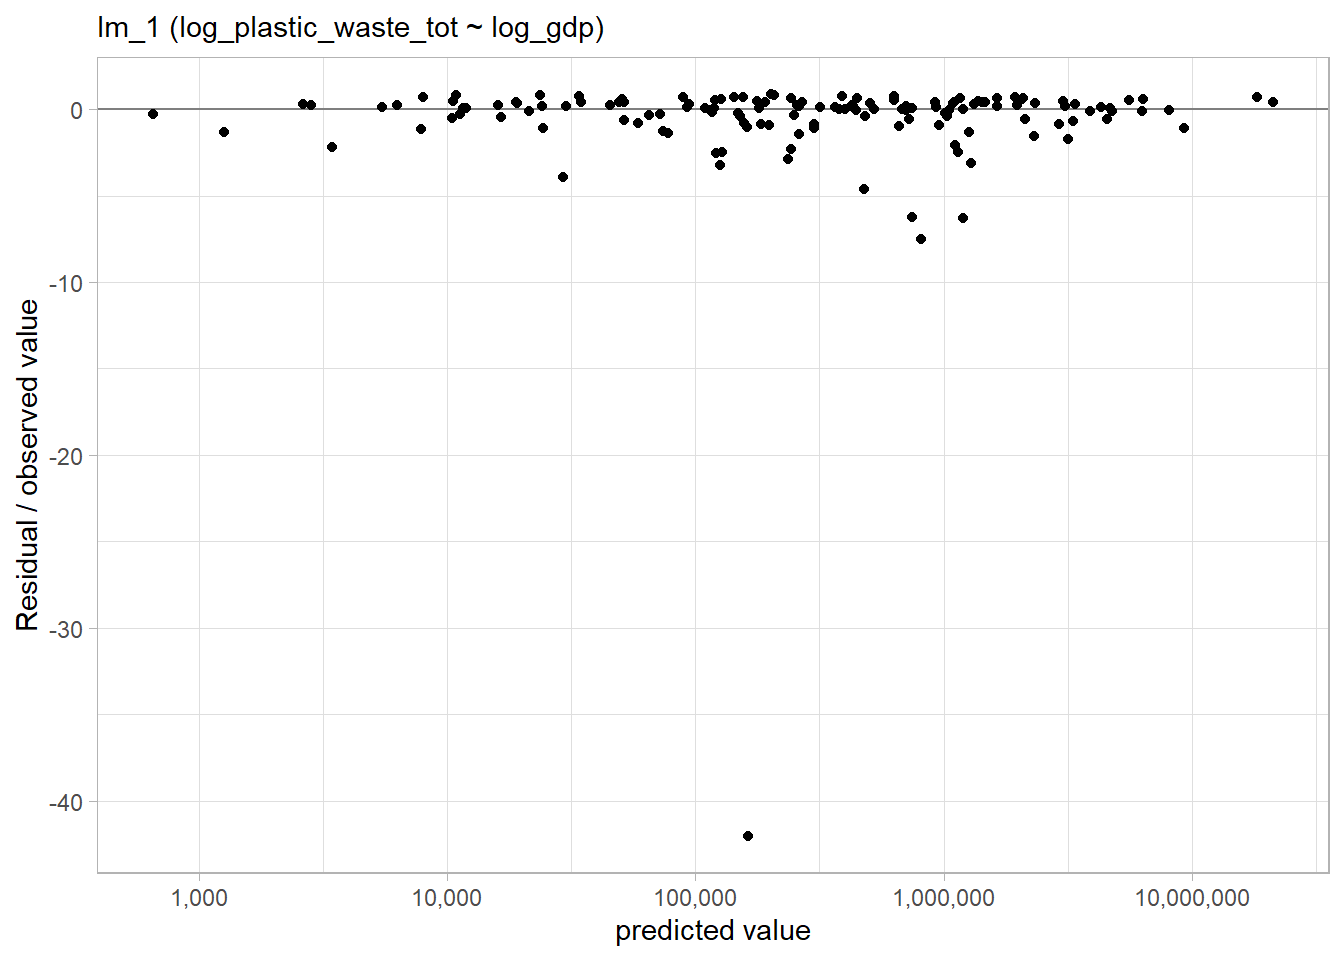 lm_1 (log_plastic_waste_tot ~ log_gdp)
Residual / observed value
0
-10
-20
-30
-40
1,000 10,000 100,000 1,000,000 10,000,000
predicted value